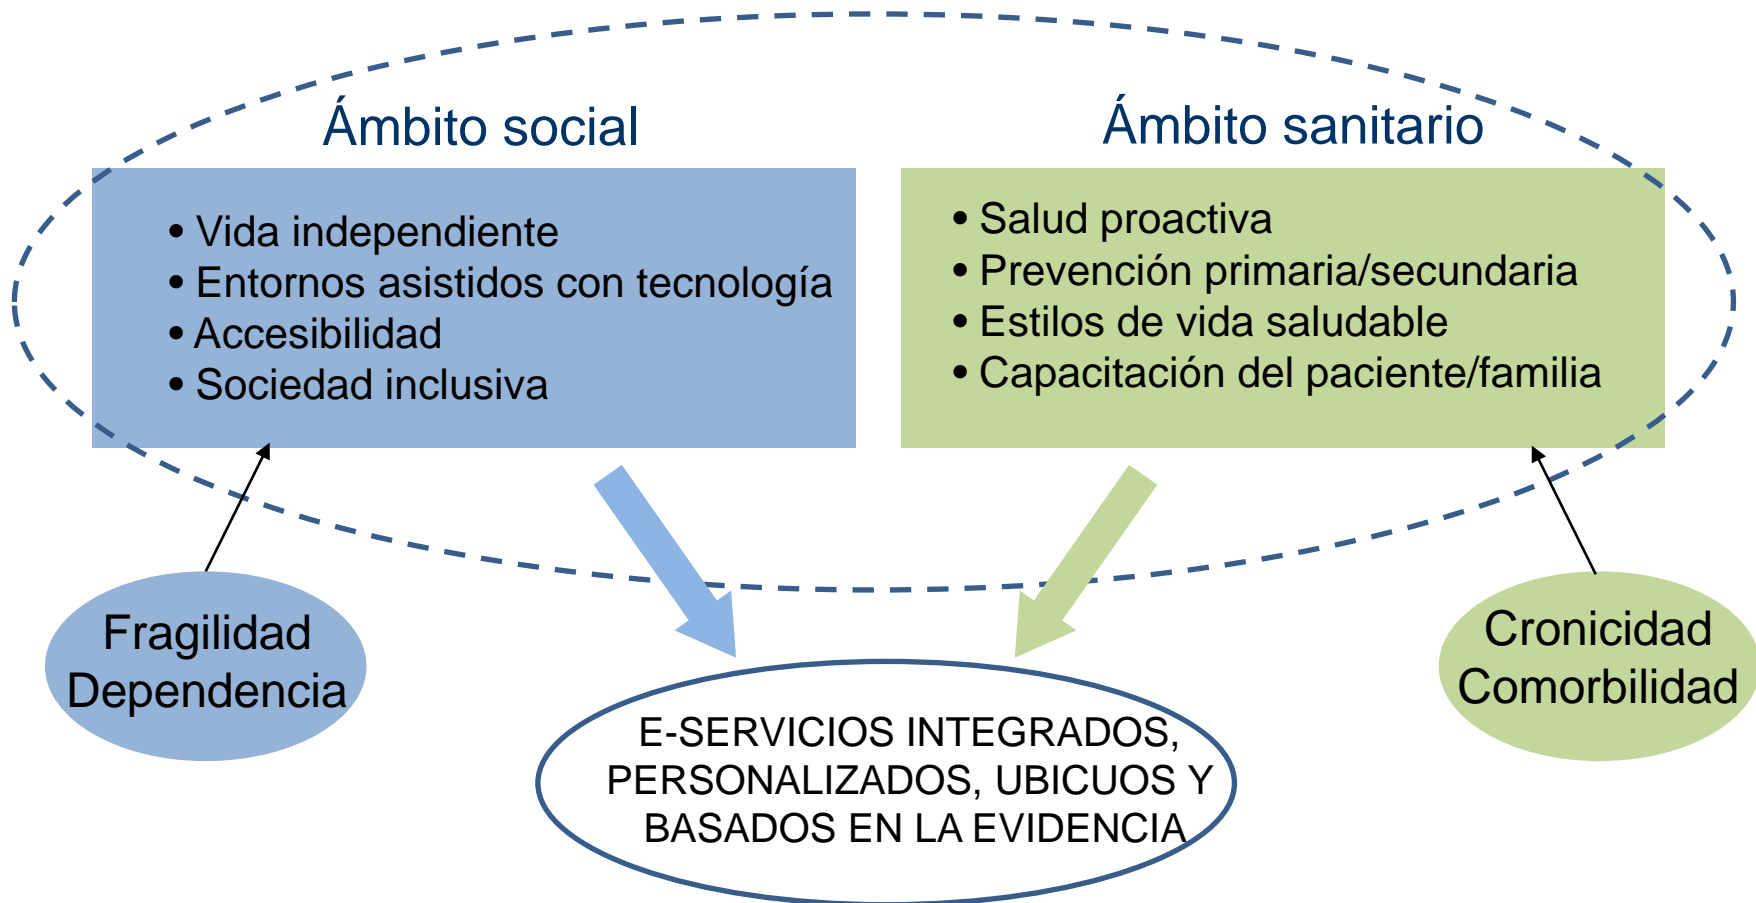 Ámbito social
• Vida independiente
• Entornos asistidos con tecnología
• Accesibilidad
• Sociedad inclusiva
Ámbito sanitario
• Salud proactiva
• Prevención primaria/secundaria
• Estilos de vida saludable
• Capacitación del paciente/familia
Fragilidad
Dependencia
Cronicidad
Comorbilidad
E-SERVICIOS INTEGRADOS,
PERSONALIZADOS, UBICUOS Y
BASADOS EN LA EVIDENCIA